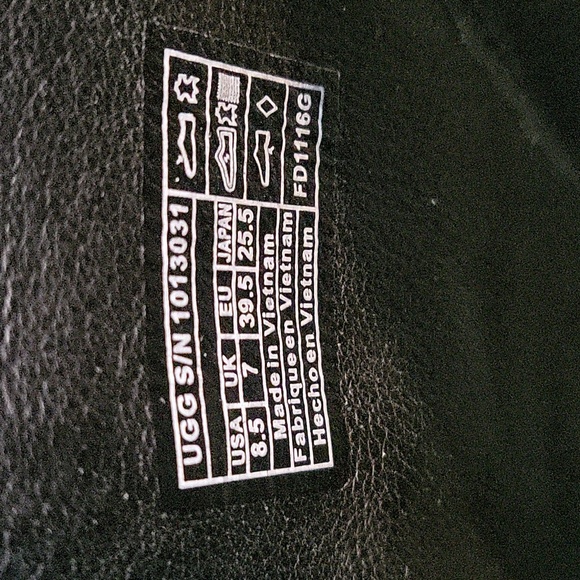 UGG S/N 1013031
USA UK EU JAPAN
8.5 7 39.5 25.5
Made in Vietnam
Fabrique en Vietnam
Hecho en Vietnam
FD1116G